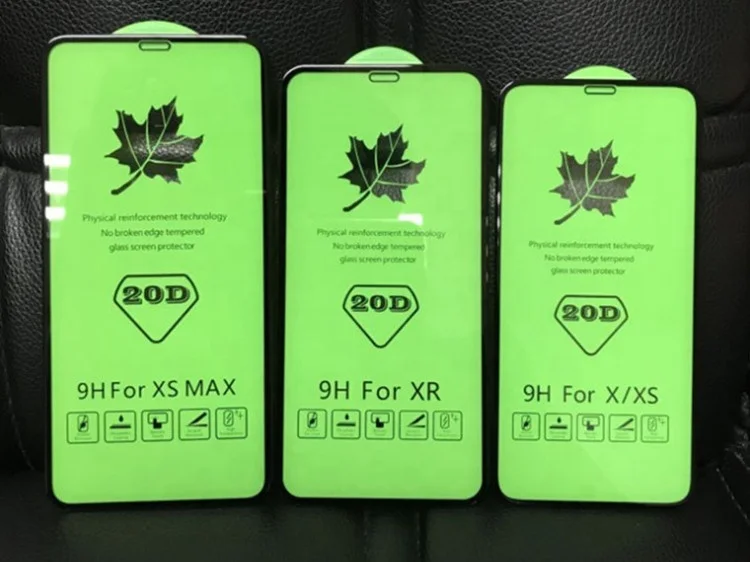 Physical reinforcement technology
No broken edge tempered
glass screen protector
20D
9H For XS MAX
Physical reinforcement technology
No broken edge tempered
glass screen protector
20D
9H For XR
Physical reinforcement technology
No broken edge tempered
glass screen protector
20D
9H For X/XS